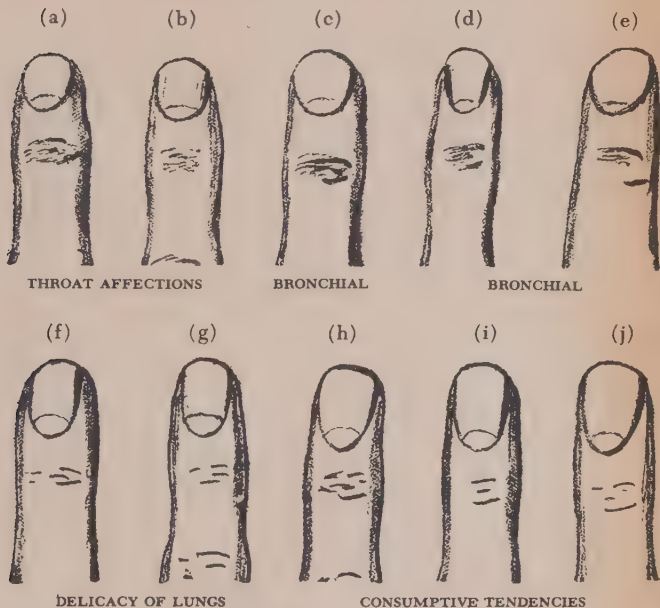 (a) (b) (c) (d) (e)
THROAT AFFECTIONS BRONCHIAL BRONCHIAL
(f) (g) (h) (i) (j)
DELICACY OF LUNGS CONSUMPTIVE TENDENCIES